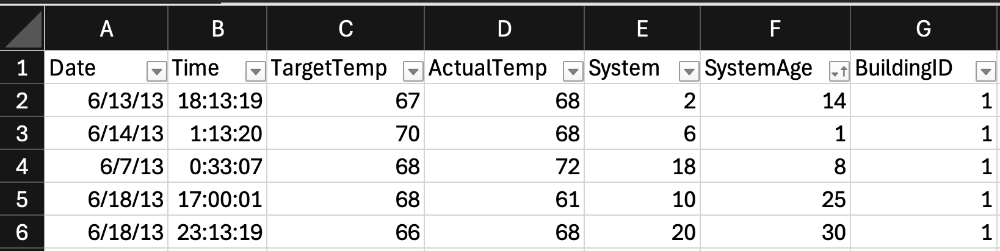 A B C D E F G
1 Date Time TargetTemp ActualTemp System SystemAge BuildingID
2 6/13/13 18:13:19 67 68 2 14 1
3 6/14/13 1:13:20 70 68 6 1 1
4 6/7/13 0:33:07 68 72 18 8 1
5 6/18/13 17:00:01 68 61 10 25 1
6 6/18/13 23:13:19 66 68 20 30 1